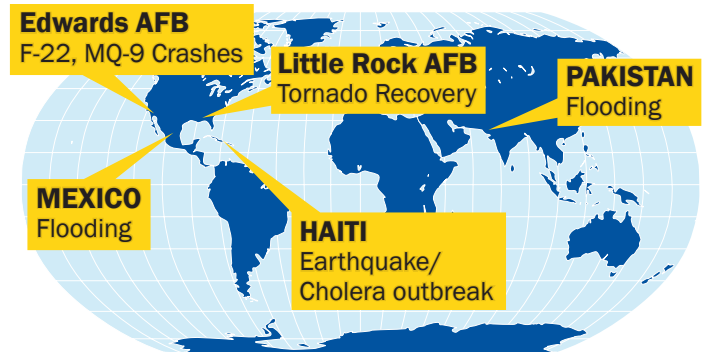 Edwards AFB
F-22, MQ-9 Crashes
Little Rock AFB
Tornado Recovery
PAKISTAN
Flooding
MEXICO
Flooding
HAITI
Earthquake/
Cholera outbreak